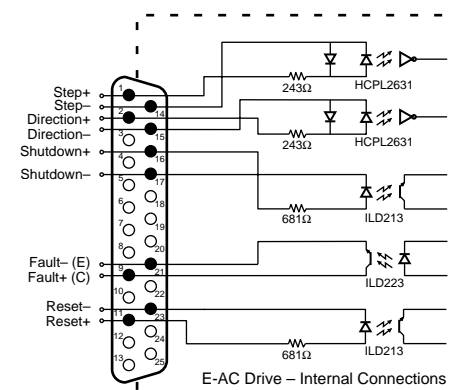 Step+
Step–
Direction+
Direction–
Shutdown+
Shutdown–
Fault– (E)
Fault+ (C)
Reset–
Reset+
1
2
3
4
5
6
7
8
9
10
11
12
13
14
15
16
17
18
19
20
21
22
23
24
25
243Ω
HCPL2631
243Ω
HCPL2631
681Ω
ILD213
ILD223
681Ω
ILD213
E-AC Drive – Internal Connections